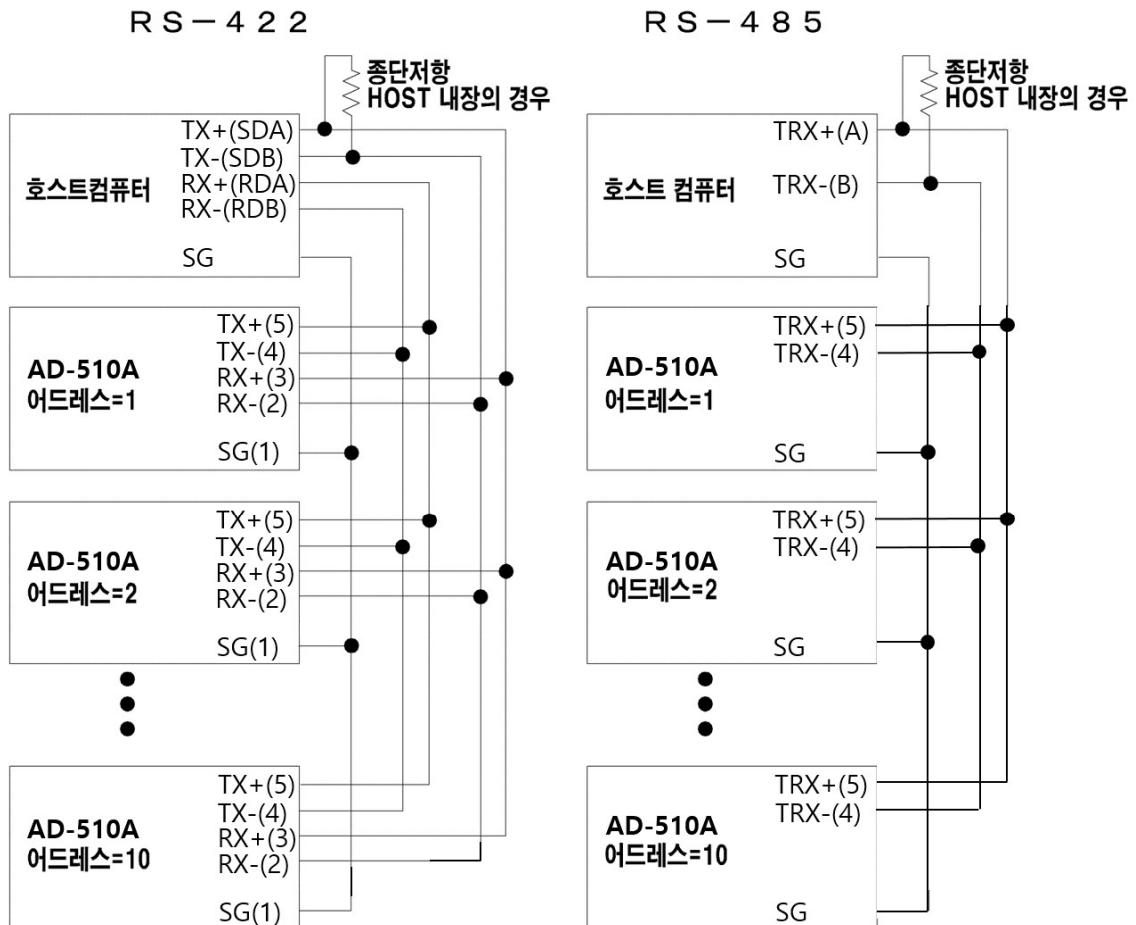 RS-422
종단저항
HOST 내장의 경우
호스트컴퓨터
TX+(SDA)
TX-(SDB)
RX+(RDA)
RX-(RDB)
SG
AD-510A
어드레스=1
TX+(5)
TX-(4)
RX+(3)
RX-(2)
SG(1)
AD-510A
어드레스=2
TX+(5)
TX-(4)
RX+(3)
RX-(2)
SG(1)
AD-510A
어드레스=10
TX+(5)
TX-(4)
RX+(3)
RX-(2)
SG(1)
RS-485
종단저항
HOST 내장의 경우
호스트 컴퓨터
TRX+(A)
TRX-(B)
SG
AD-510A
어드레스=1
TRX+(5)
TRX-(4)
SG
AD-510A
어드레스=2
TRX+(5)
TRX-(4)
SG
AD-510A
어드레스=10
TRX+(5)
TRX-(4)
SG